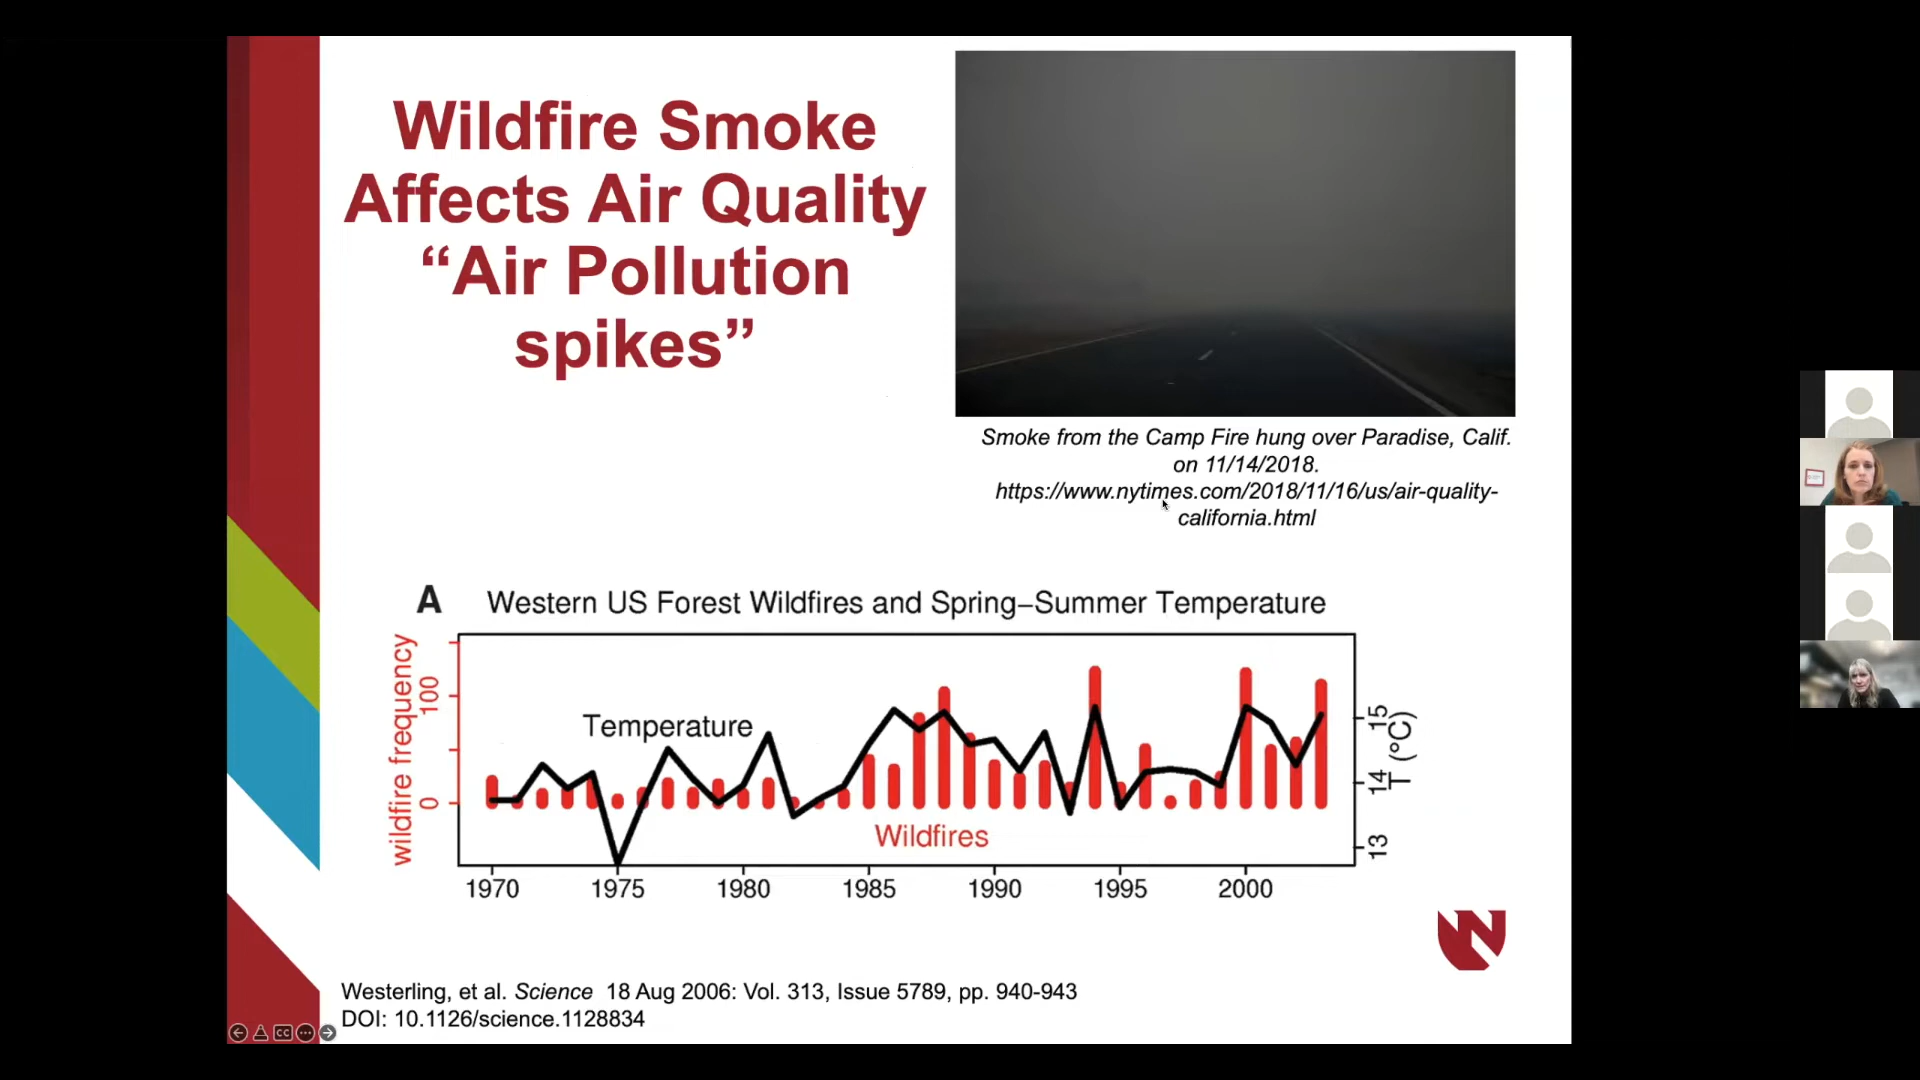 Wildfire Smoke
Affects Air Quality
“Air Pollution
spikes”
Smoke from the Camp Fire hung over Paradise, Calif.
on 11/14/2018.
https://www.nytimes.com/2018/11/16/us/air-quality-
california.html
A Western US Forest Wildfires and Spring–Summer Temperature
wildfire frequency
100
0
Temperature
Wildfires
15
14
13
T (°C)
1970 1975 1980 1985 1990 1995 2000
N
Westerling, et al. Science 18 Aug 2006: Vol. 313, Issue 5789, pp. 940-943
DOI: 10.1126/science.1128834
CC